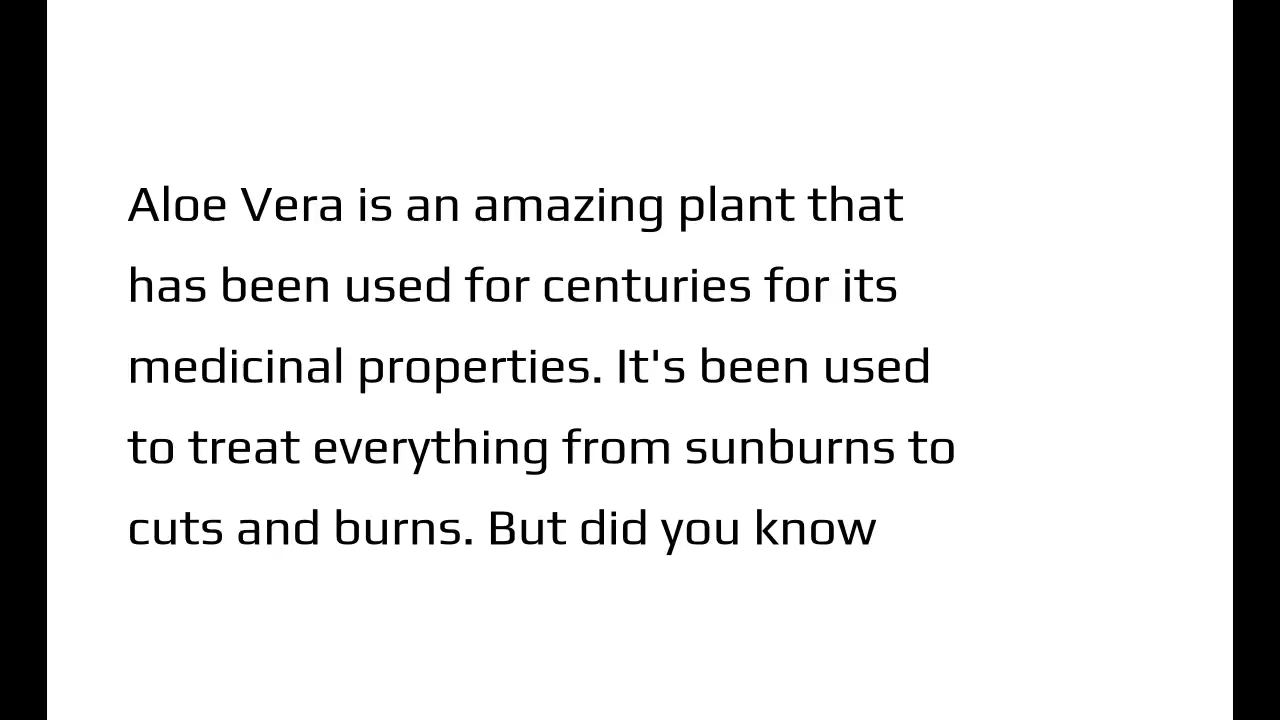 Aloe Vera is an amazing plant that
has been used for centuries for its
medicinal properties. It's been used
to treat everything from sunburns to
cuts and burns. But did you know